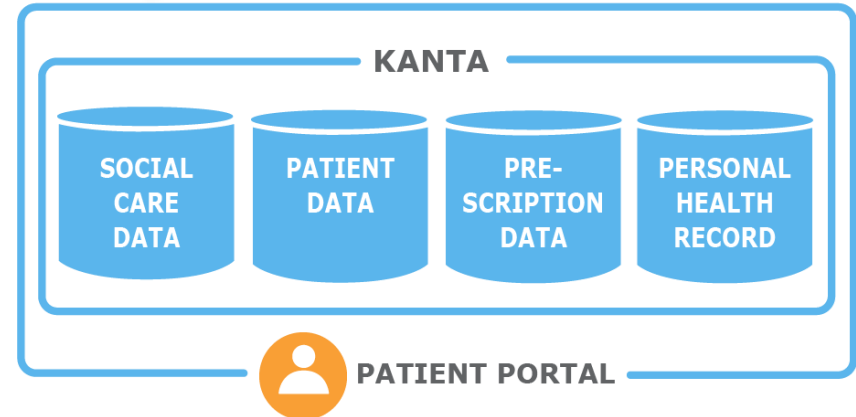 KANTA
SOCIAL
CARE
DATA
PATIENT
DATA
PRE-
SCRIPTION
DATA
PERSONAL
HEALTH
RECORD
PATIENT PORTAL